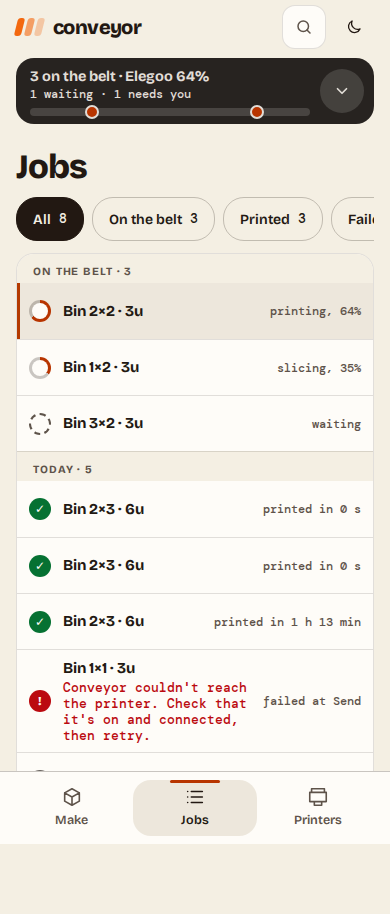 conveyor
3 on the belt · Elegoo 64%
1 waiting · 1 needs you
Jobs
All 8
On the belt 3
Printed 3
Faile
ON THE BELT · 3
Bin 2×2 · 3u
printing, 64%
Bin 1×2 · 3u
slicing, 35%
Bin 3×2 · 3u
waiting
TODAY · 5
Bin 2×3 · 6u
printed in 0 s
Bin 2×3 · 6u
printed in 0 s
Bin 2×3 · 6u
printed in 1 h 13 min
Bin 1×1 · 3u
Conveyor couldn't reach
the printer. Check that
it's on and connected,
then retry.
failed at Send
Make
Jobs
Printers